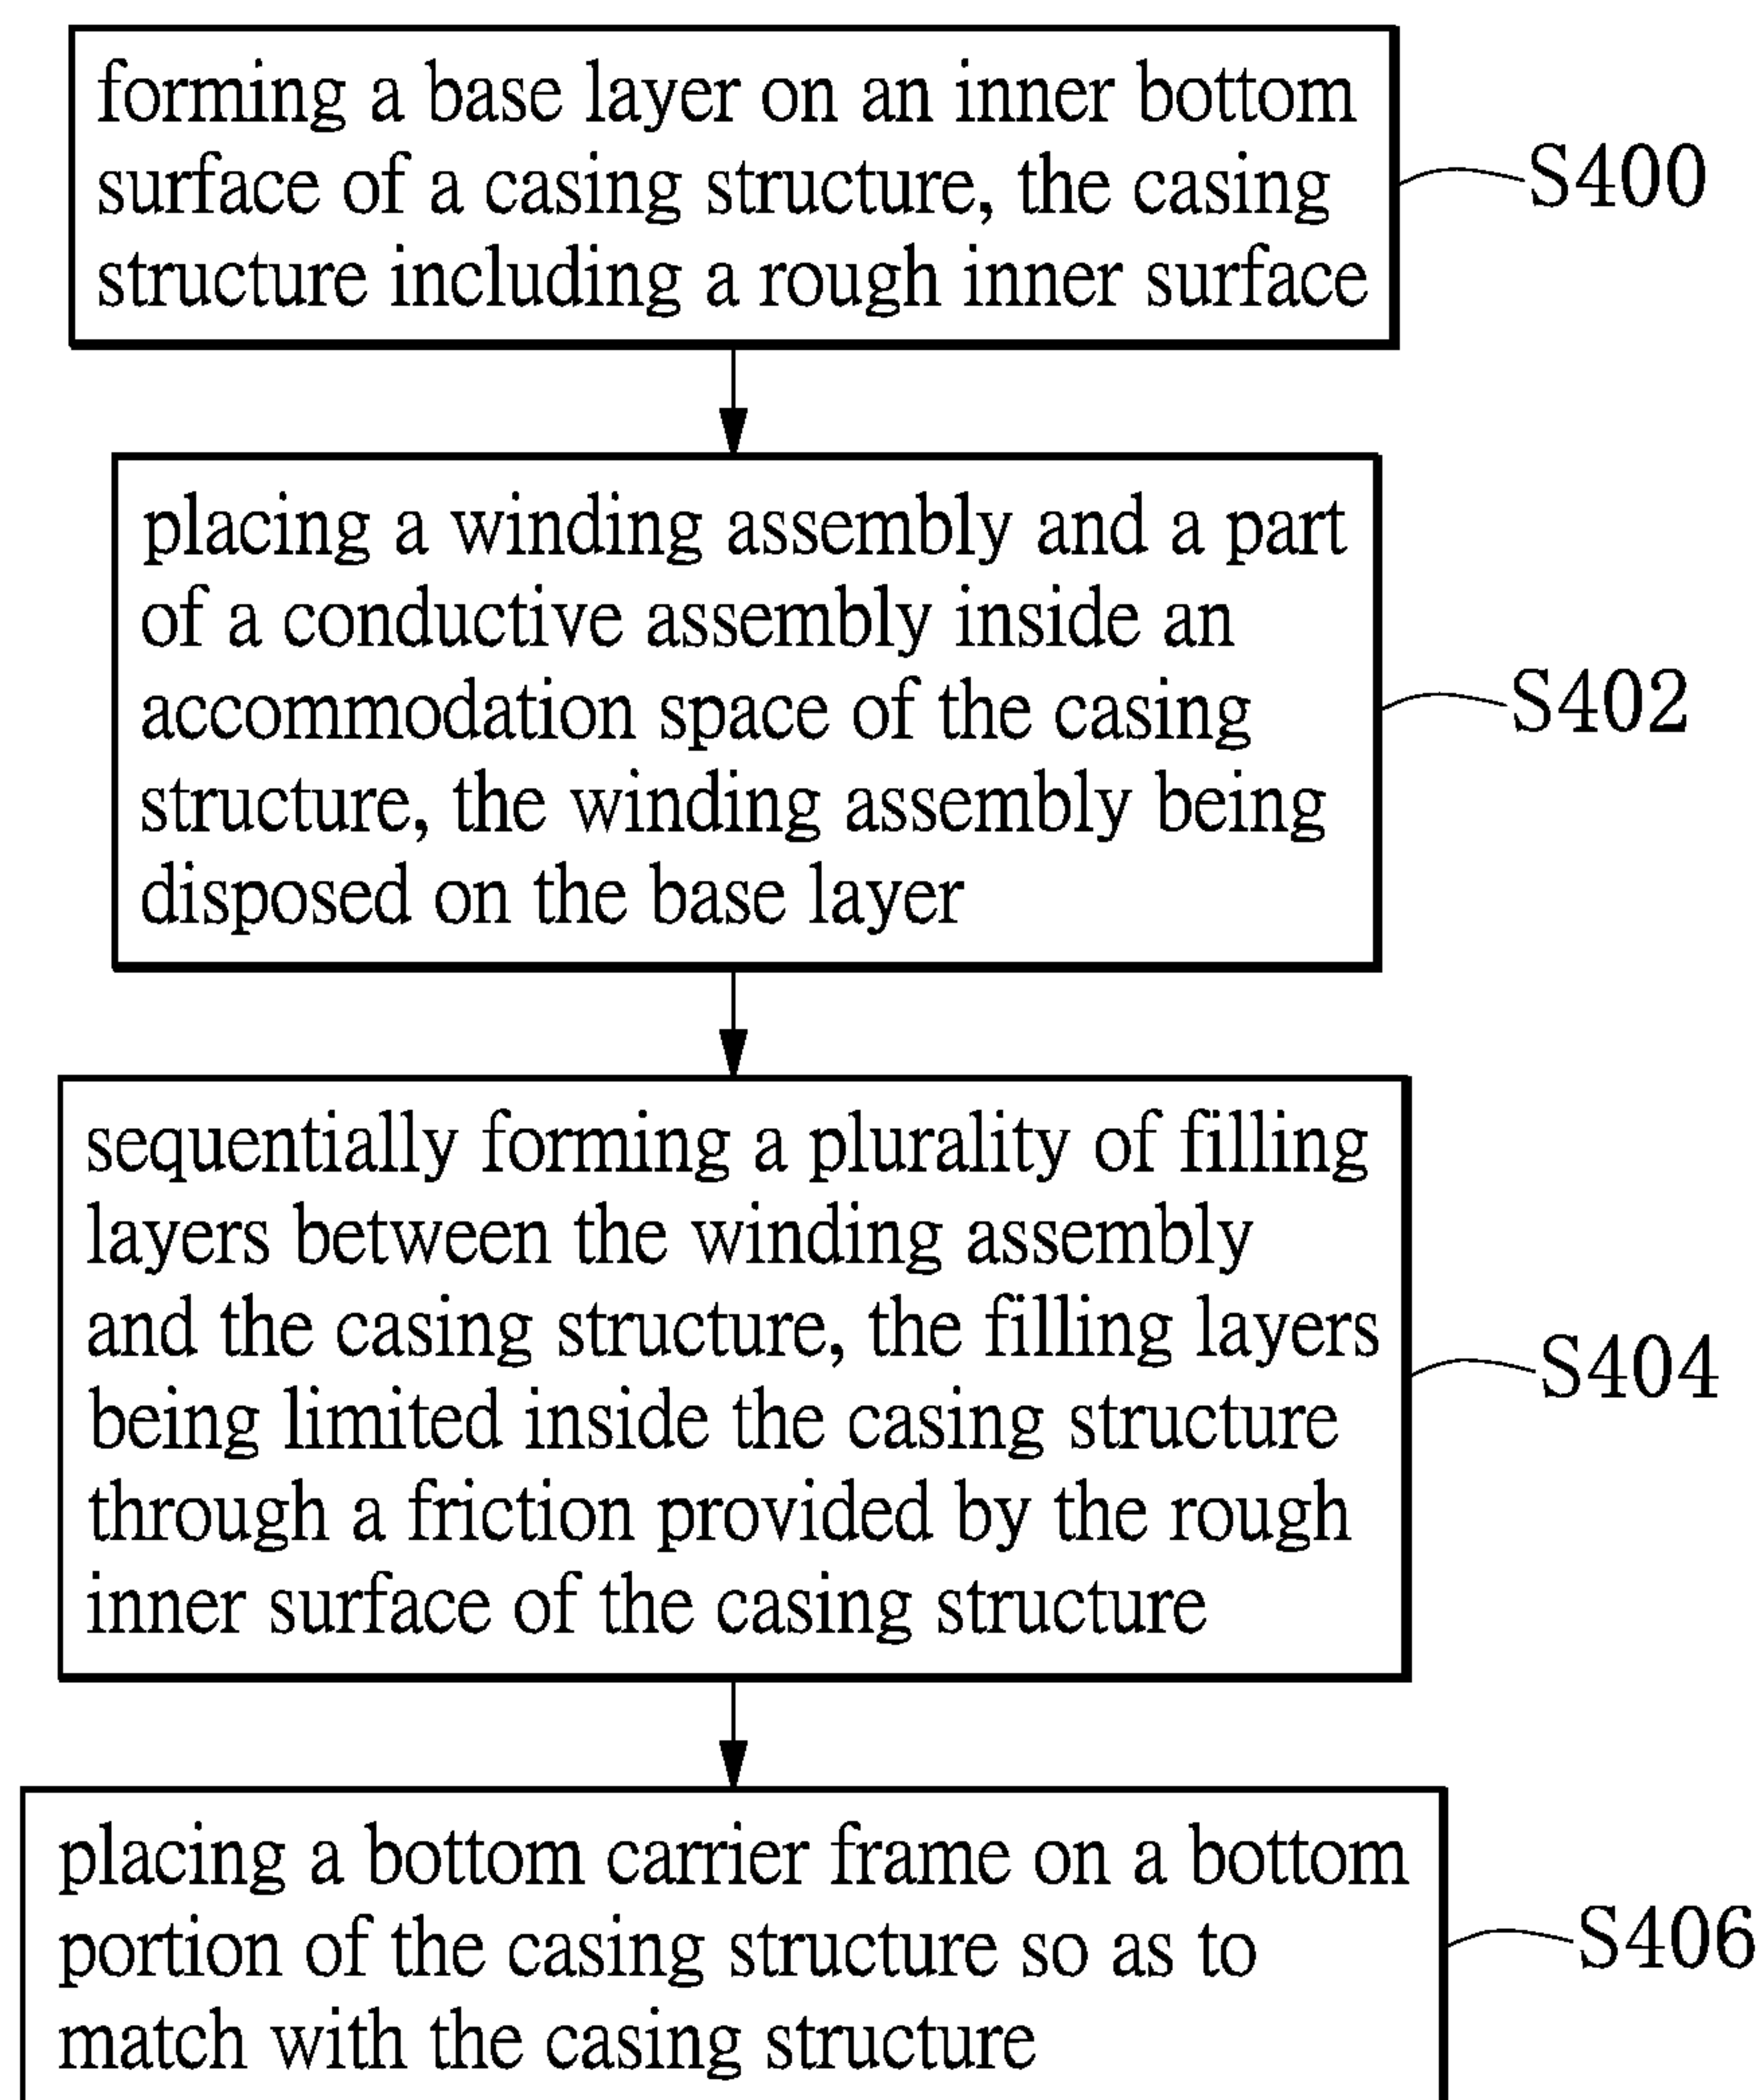 forming a base layer on an inner bottom
surface of a casing structure, the casing
structure including a rough inner surface
S400
placing a winding assembly and a part
of a conductive assembly inside an
accommodation space of the casing
structure, the winding assembly being
disposed on the base layer
S402
sequentially forming a plurality of filling
layers between the winding assembly
and the casing structure, the filling layers
being limited inside the casing structure
through a friction provided by the rough
inner surface of the casing structure
S404
placing a bottom carrier frame on a bottom
portion of the casing structure so as to
match with the casing structure
S406